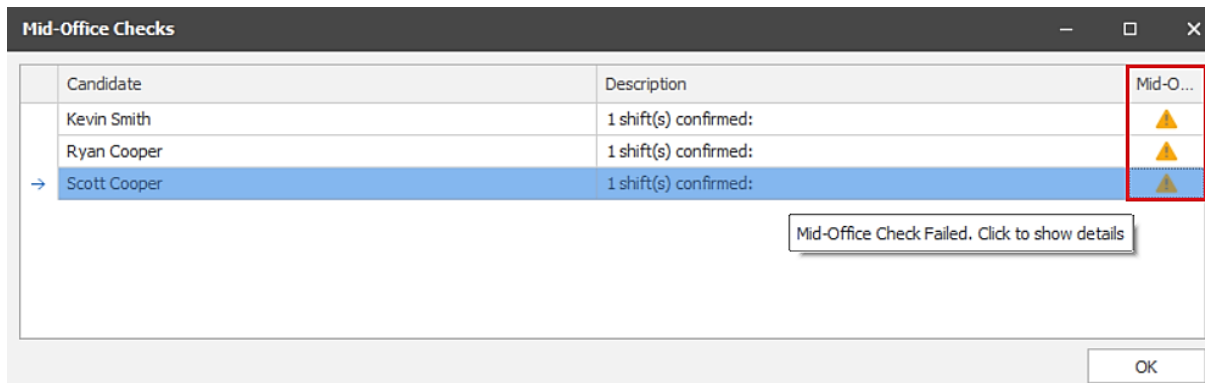 Mid-Office Checks
Candidate Description Mid-O...
Kevin Smith 1 shift(s) confirmed:
Ryan Cooper 1 shift(s) confirmed:
Scott Cooper 1 shift(s) confirmed:
Mid-Office Check Failed. Click to show details
OK